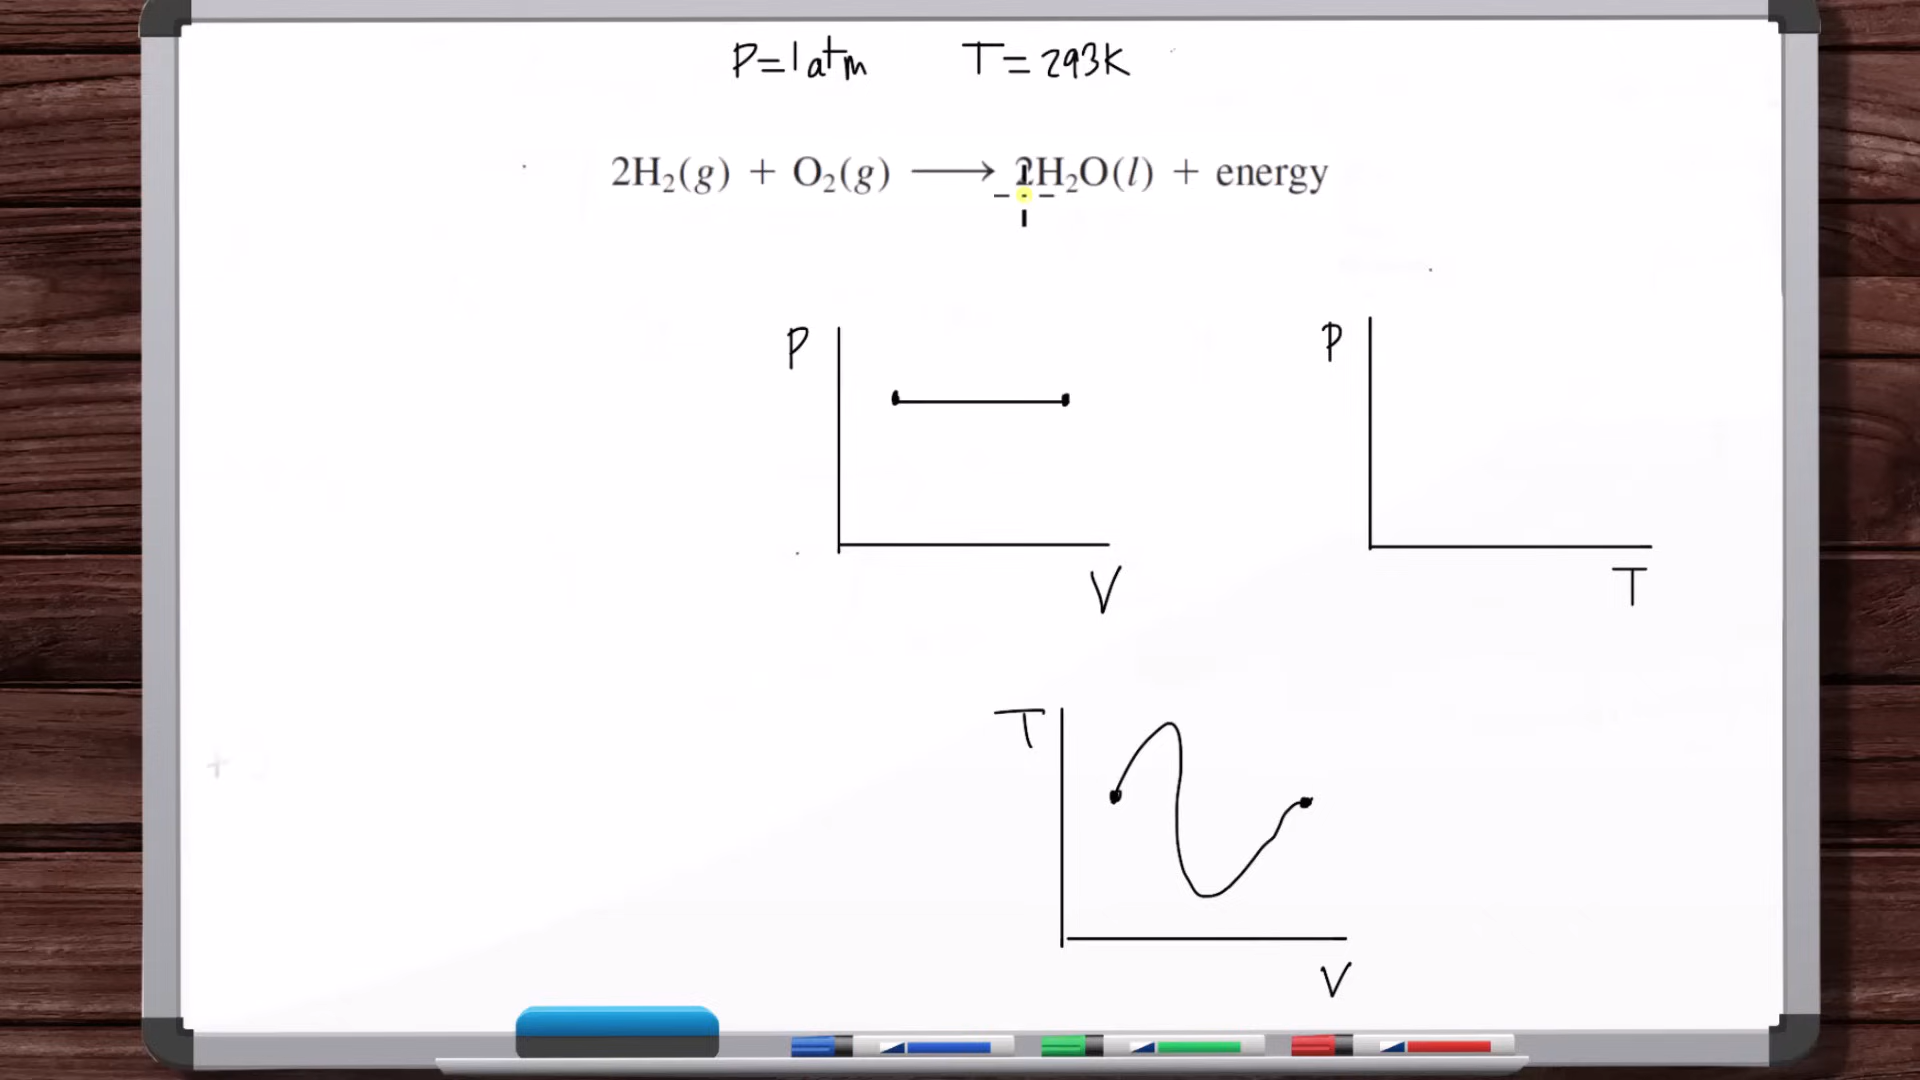 P=1atm T=293K
2H₂(g) + O₂(g) ⟶ 2H₂O(l) + energy
P
V
P
T
T
V